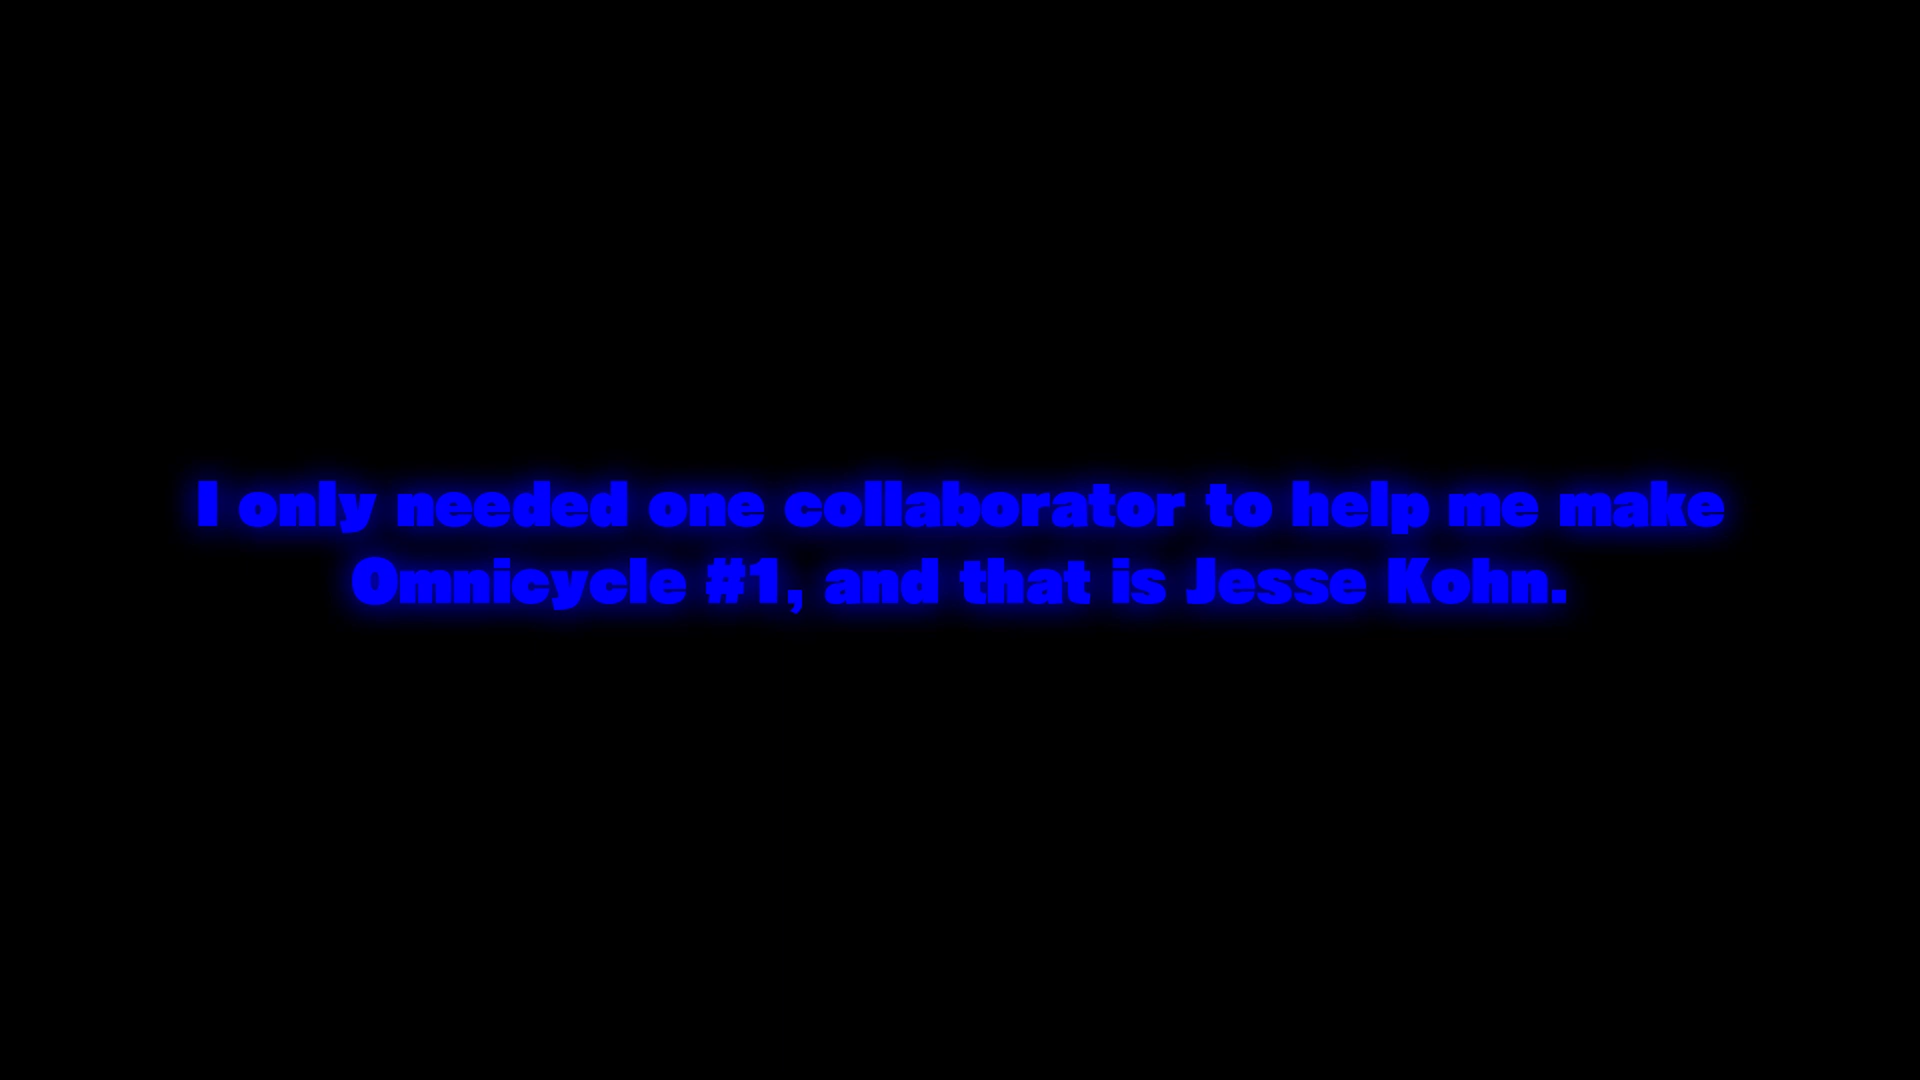 I only needed one collaborator to help me make
Omnicycle #1, and that is Jesse Kohn.